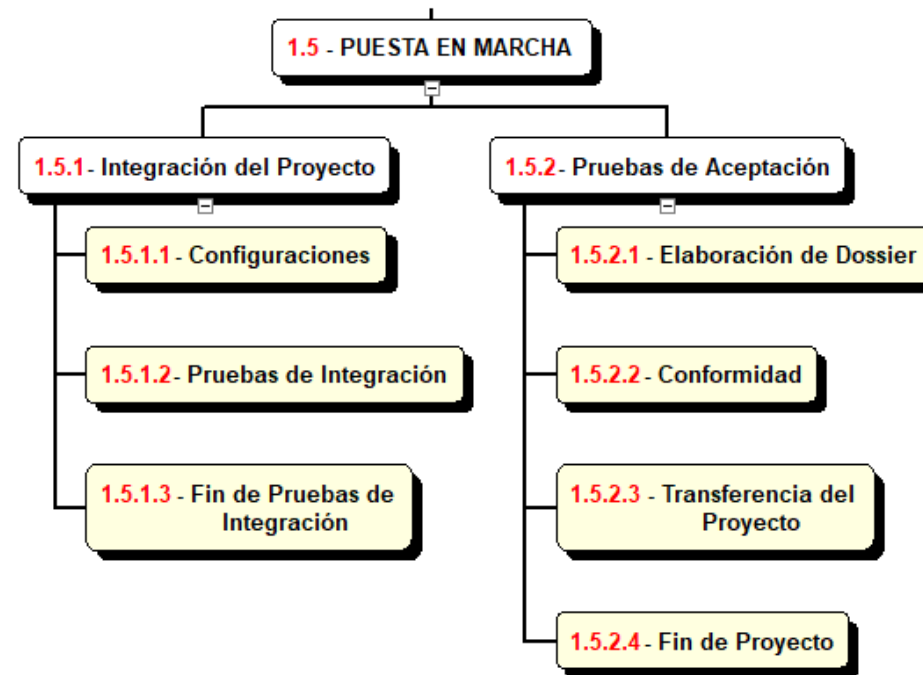 1.5 - PUESTA EN MARCHA
1.5.1- Integración del Proyecto
1.5.1.1 - Configuraciones
1.5.1.2- Pruebas de Integración
1.5.1.3 - Fin de Pruebas de
Integración
1.5.2- Pruebas de Aceptación
1.5.2.1 - Elaboración de Dossier
1.5.2.2 - Conformidad
1.5.2.3 - Transferencia del
Proyecto
1.5.2.4 - Fin de Proyecto